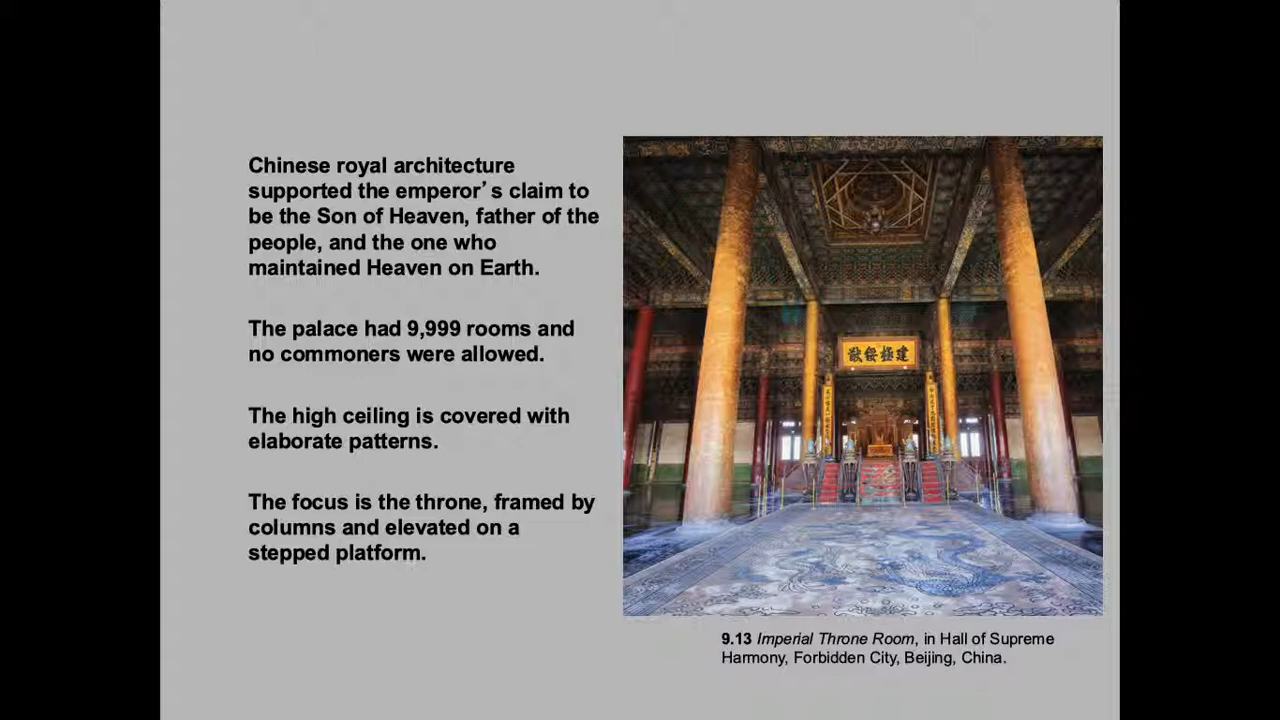 Chinese royal architecture
supported the emperor’s claim to
be the Son of Heaven, father of the
people, and the one who
maintained Heaven on Earth.
The palace had 9,999 rooms and
no commoners were allowed.
The high ceiling is covered with
elaborate patterns.
The focus is the throne, framed by
columns and elevated on a
stepped platform.
猷綏極建
9.13 Imperial Throne Room, in Hall of Supreme
Harmony, Forbidden City, Beijing, China.